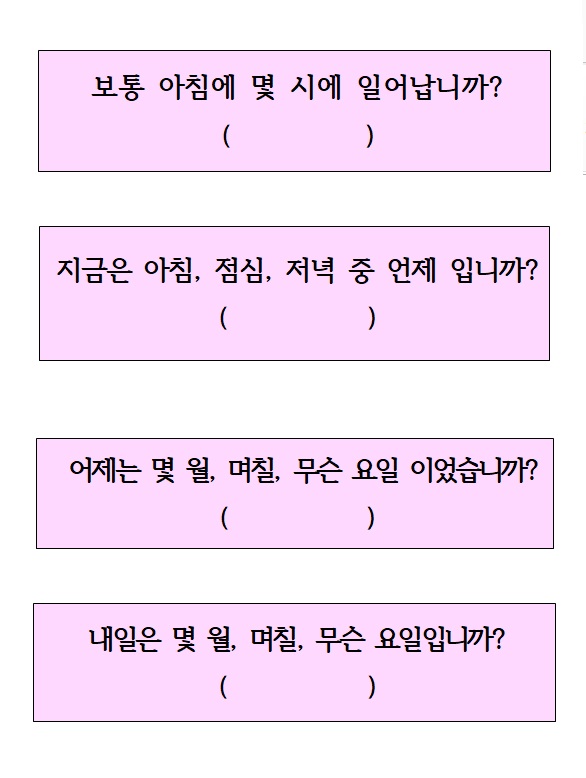 보통 아침에 몇 시에 일어납니까?
( )
지금은 아침, 점심, 저녁 중 언제 입니까?
( )
어제는 몇 월, 며칠, 무슨 요일 이었습니까?
( )
내일은 몇 월, 며칠, 무슨 요일입니까?
( )